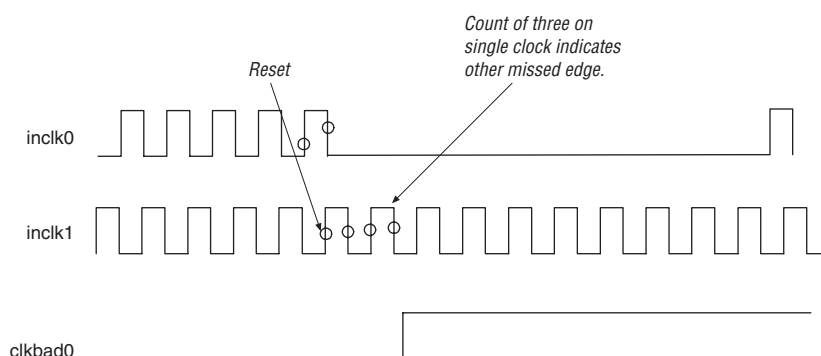 Count of three on
single clock indicates
other missed edge.
Reset
inclk0
inclk1
clkbad0